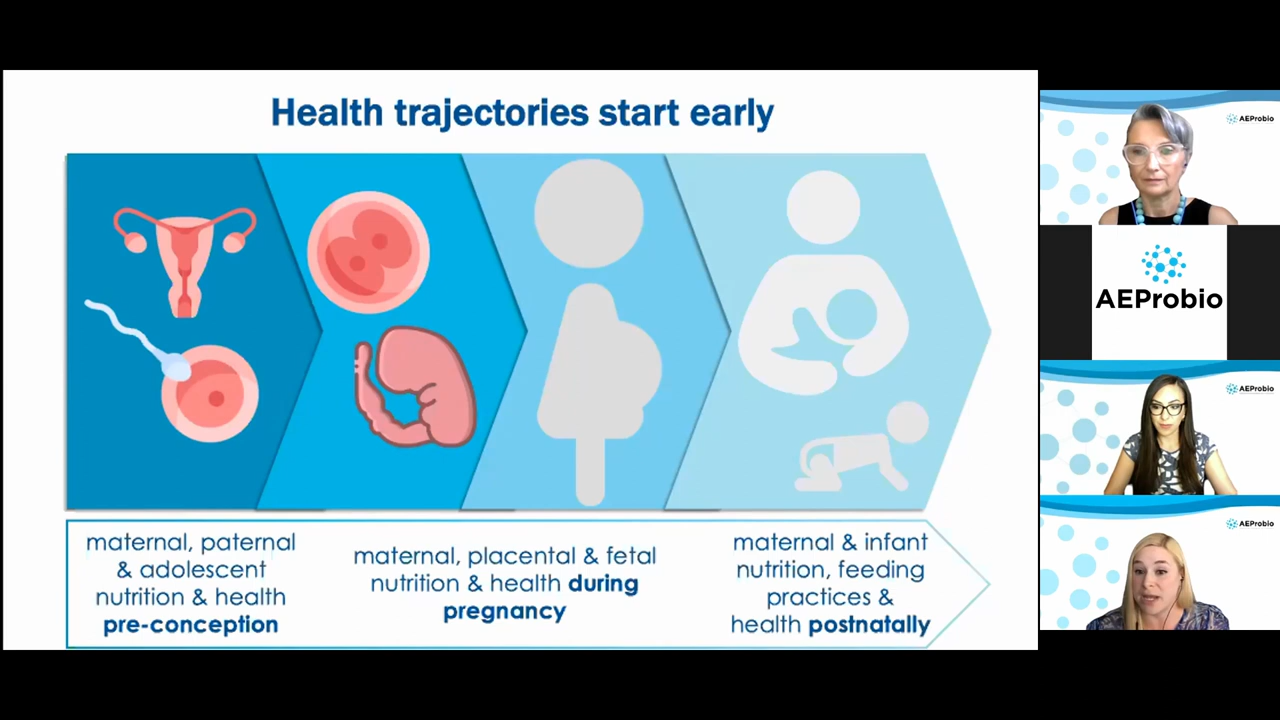 Health trajectories start early
maternal, paternal
& adolescent
nutrition & health
pre-conception
maternal, placental & fetal
nutrition & health during
pregnancy
maternal & infant
nutrition, feeding
practices &
health postnatally
AEProbio
AEProbio
AEProbio
AEProbio